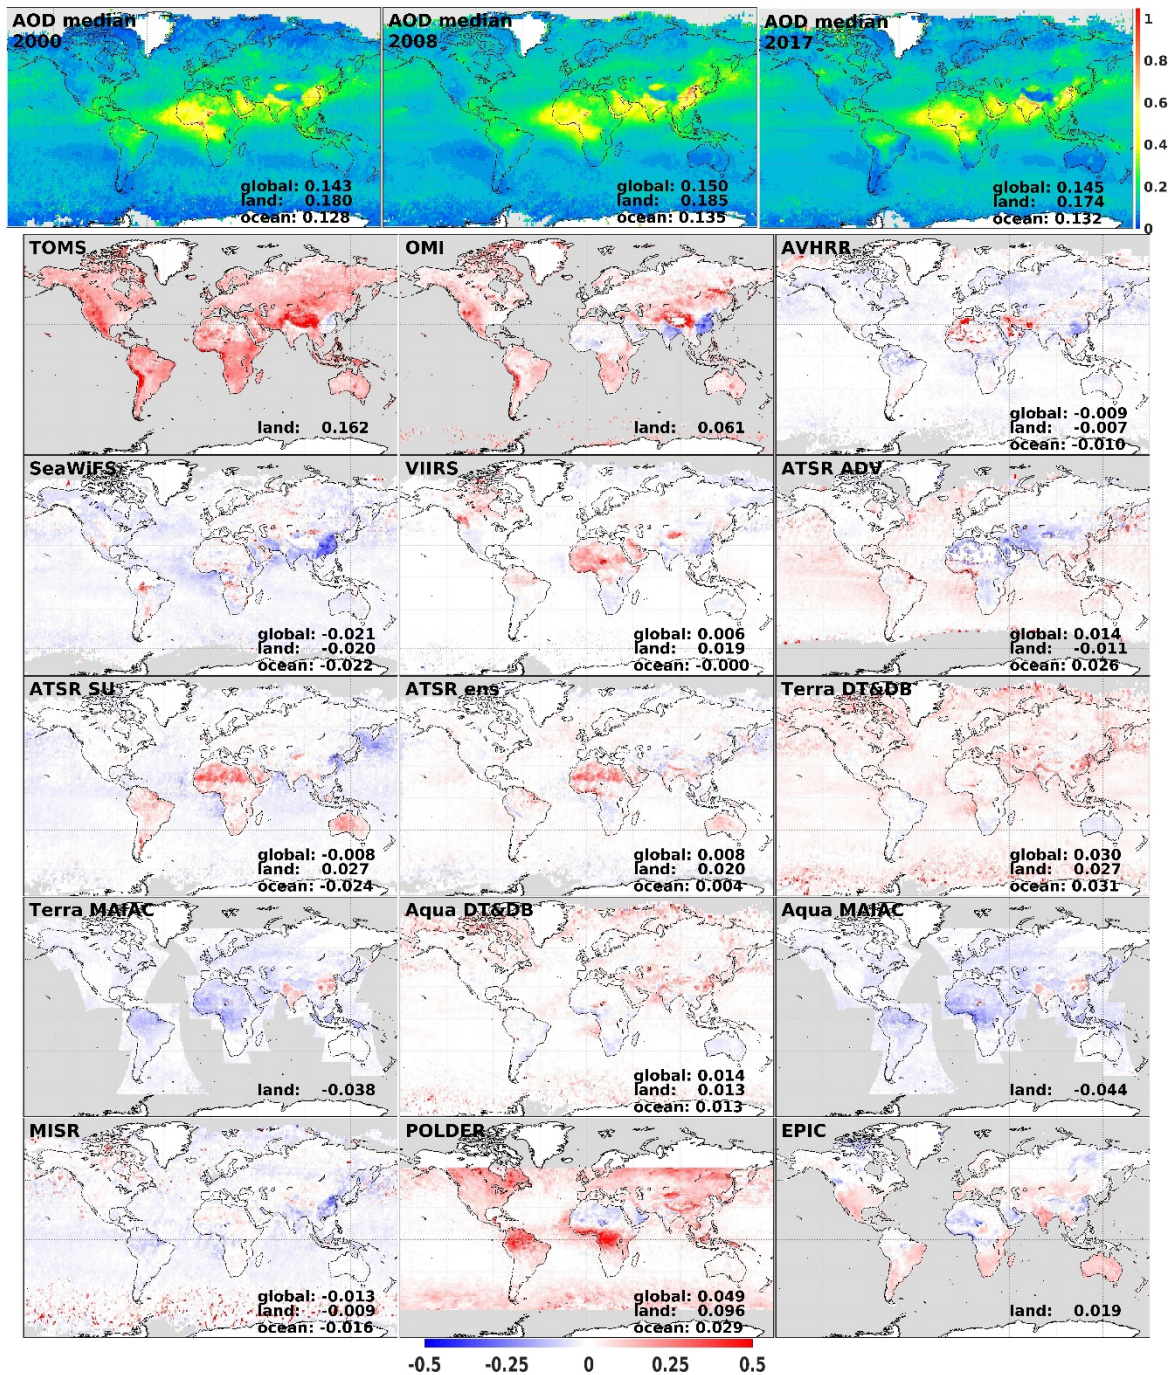 AOD median
2000
global: 0.143
land: 0.180
ocean: 0.128
AOD median
2008
global: 0.150
land: 0.185
ocean: 0.135
AOD median
2017
global: 0.145
land: 0.174
ocean: 0.132
1
0.8
0.6
0.4
0.2
0
TOMS
land: 0.162
OMI
land: 0.061
AVHRR
global: -0.009
land: -0.007
ocean: -0.010
SeaWiFS
global: -0.021
land: -0.020
ocean: -0.022
VIIRS
global: 0.006
land: 0.019
ocean: -0.000
ATSR ADV
global: 0.014
land: -0.011
ocean: 0.026
ATSR SU
global: -0.008
land: 0.027
ocean: -0.024
ATSR ens
global: 0.008
land: 0.020
ocean: 0.004
Terra DT&DB
global: 0.030
land: 0.027
ocean: 0.031
Terra MAIAC
land: -0.038
Aqua DT&DB
global: 0.014
land: 0.013
ocean: 0.013
Aqua MAIAC
land: -0.044
MISR
global: -0.013
land: -0.009
ocean: -0.016
POLDER
global: 0.049
land: 0.096
ocean: 0.029
EPIC
land: 0.019
-0.5 -0.25 0 0.25 0.5